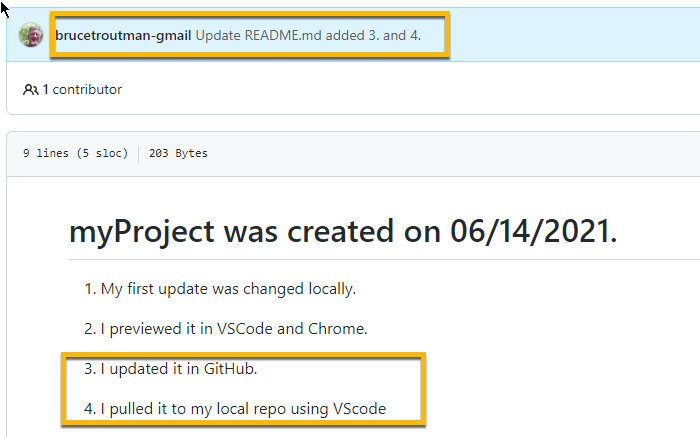 brucetroutman-gmail Update README.md added 3. and 4.
1 contributor
9 lines (5 sloc) 203 Bytes
myProject was created on 06/14/2021.
1. My first update was changed locally.
2. I previewed it in VSCode and Chrome.
3. I updated it in GitHub.
4. I pulled it to my local repo using VScode